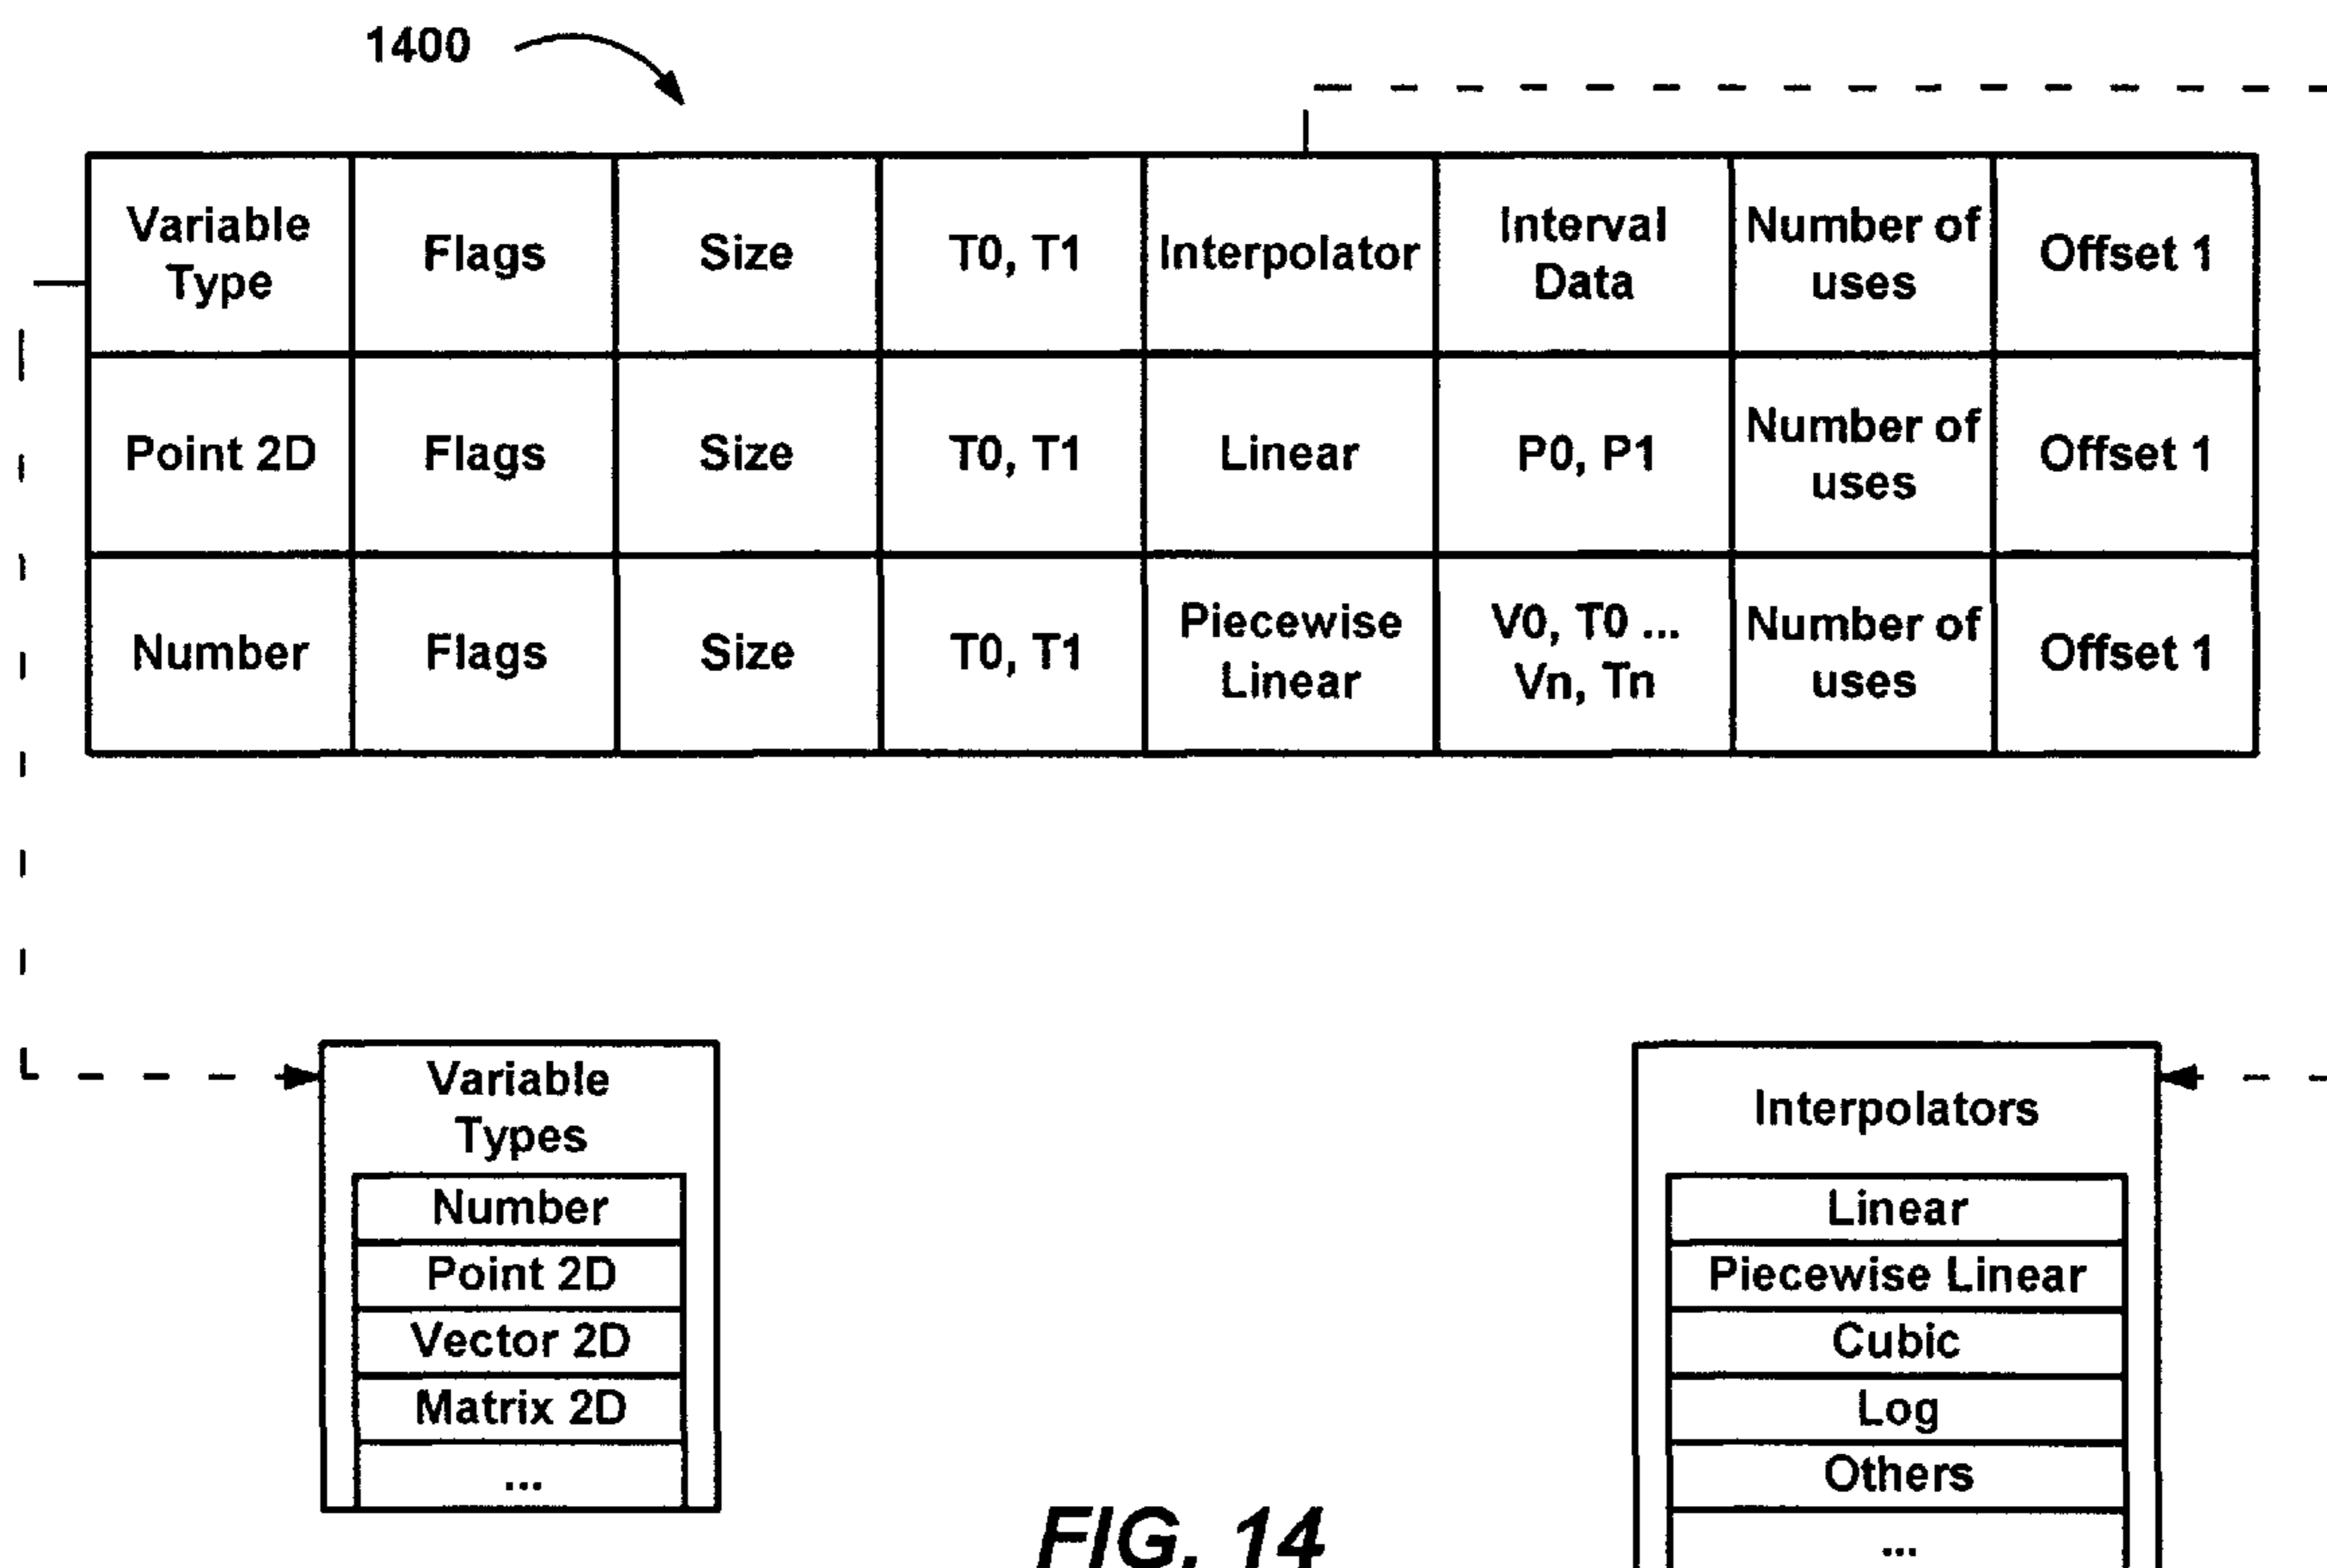 1400
Variable
Type
Flags
Size
T0, T1
Interpolator
Interval
Data
Number of
uses
Offset 1
Point 2D
Flags
Size
T0, T1
Linear
P0, P1
Number of
uses
Offset 1
Number
Flags
Size
T0, T1
Piecewise
Linear
V0, T0 ...
Vn, Tn
Number of
uses
Offset 1
Variable
Types
Number
Point 2D
Vector 2D
Matrix 2D
...
Interpolators
Linear
Piecewise Linear
Cubic
Log
Others
...
FIG. 14